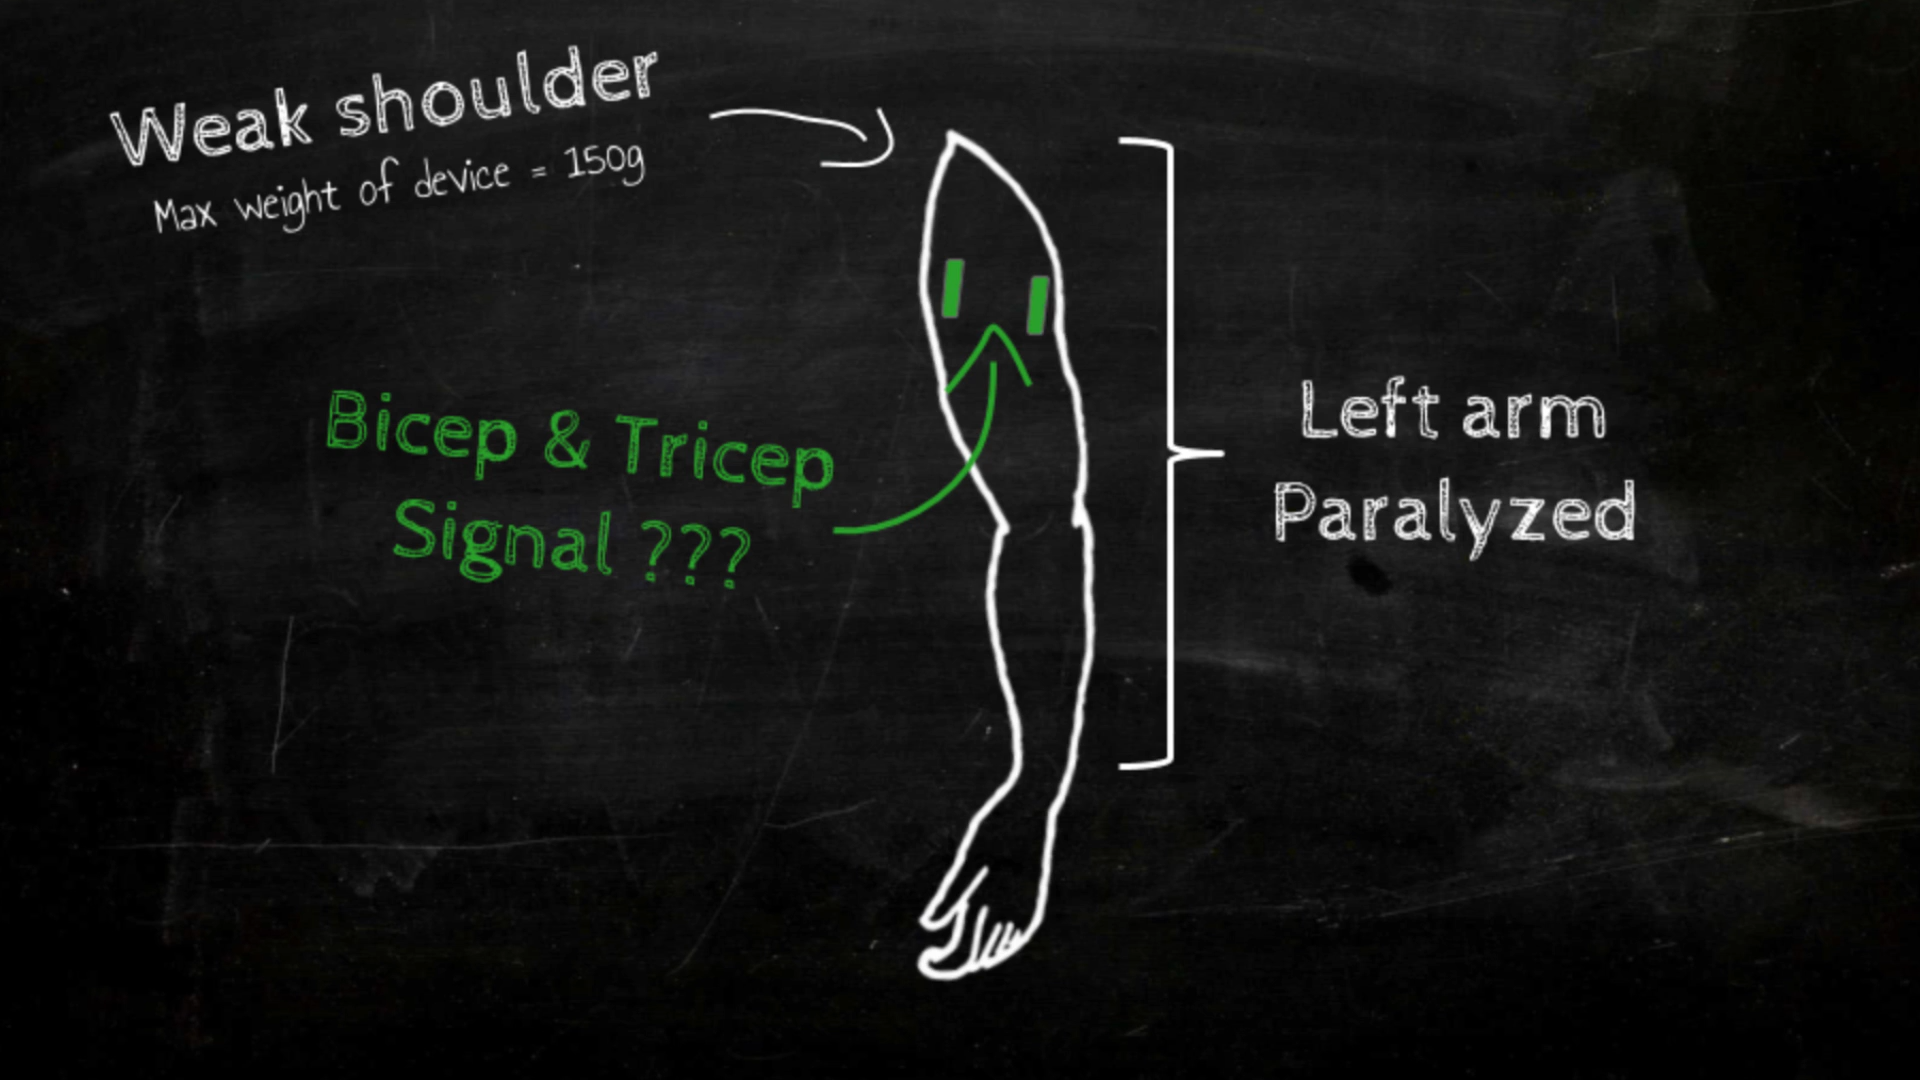 Weak shoulder
Max weight of device = 150g
Bicep & Tricep
Signal ???
Left arm
Paralyzed